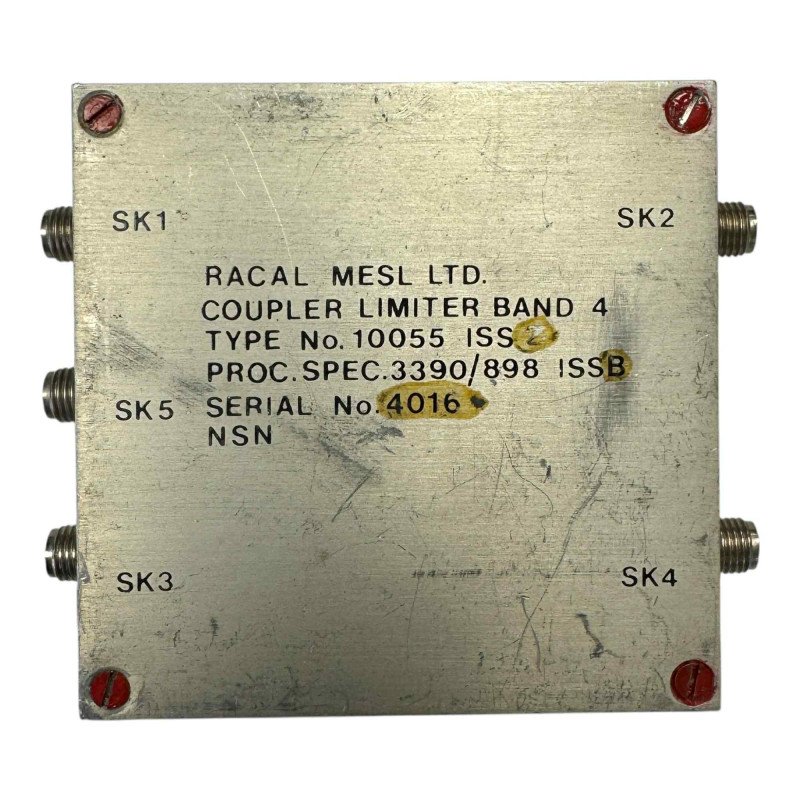 SK1
SK2
RACAL MESL LTD.
COUPLER LIMITER BAND 4
TYPE No. 10055 ISS 2
PROC. SPEC. 3390/898 ISSB
SK5
SERIAL No. 4016
NSN
SK3
SK4